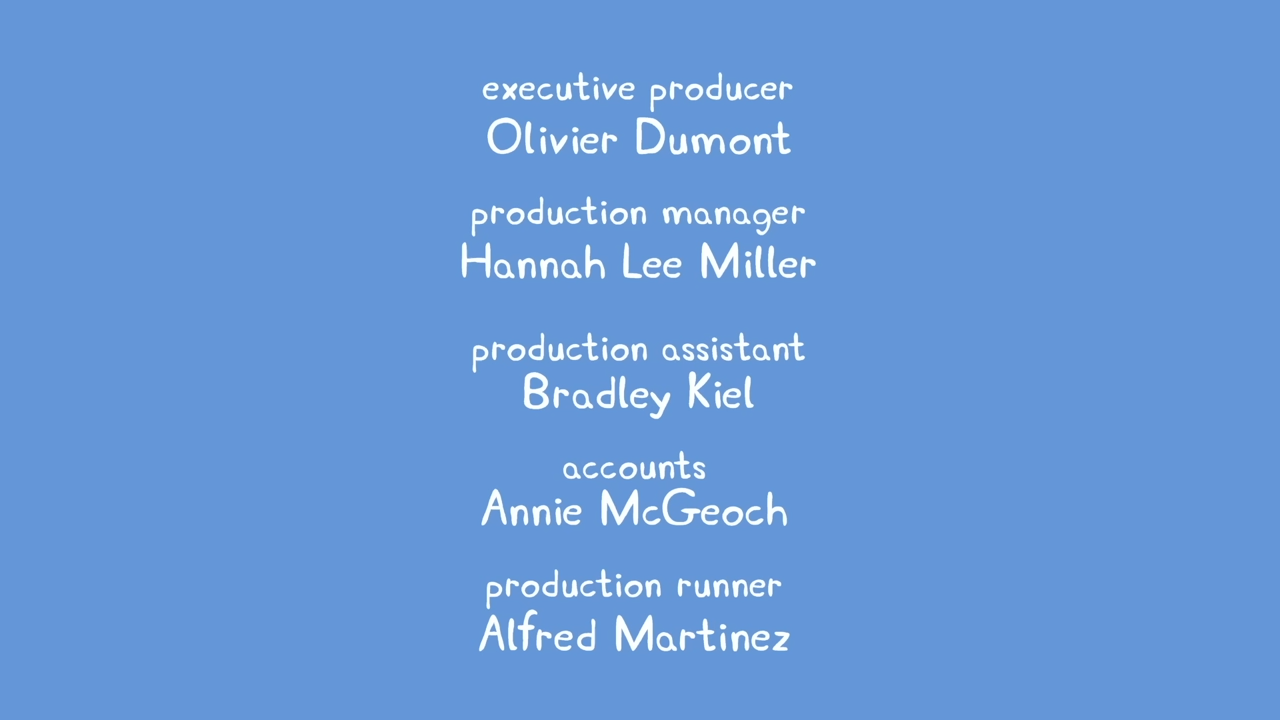 executive producer
Olivier Dumont
production manager
Hannah Lee Miller
production assistant
Bradley Kiel
accounts
Annie McGeoch
production runner
Alfred Martinez